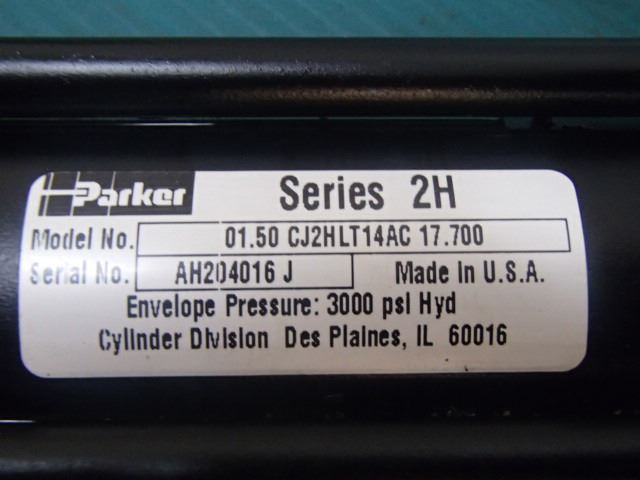 Parker Series 2H
Model No. 01.50 CJ2HLT14AC 17.700
Serial No. AH204016 J Made In U.S.A.
Envelope Pressure: 3000 psi Hyd
Cylinder Division Des Plaines, IL 60016